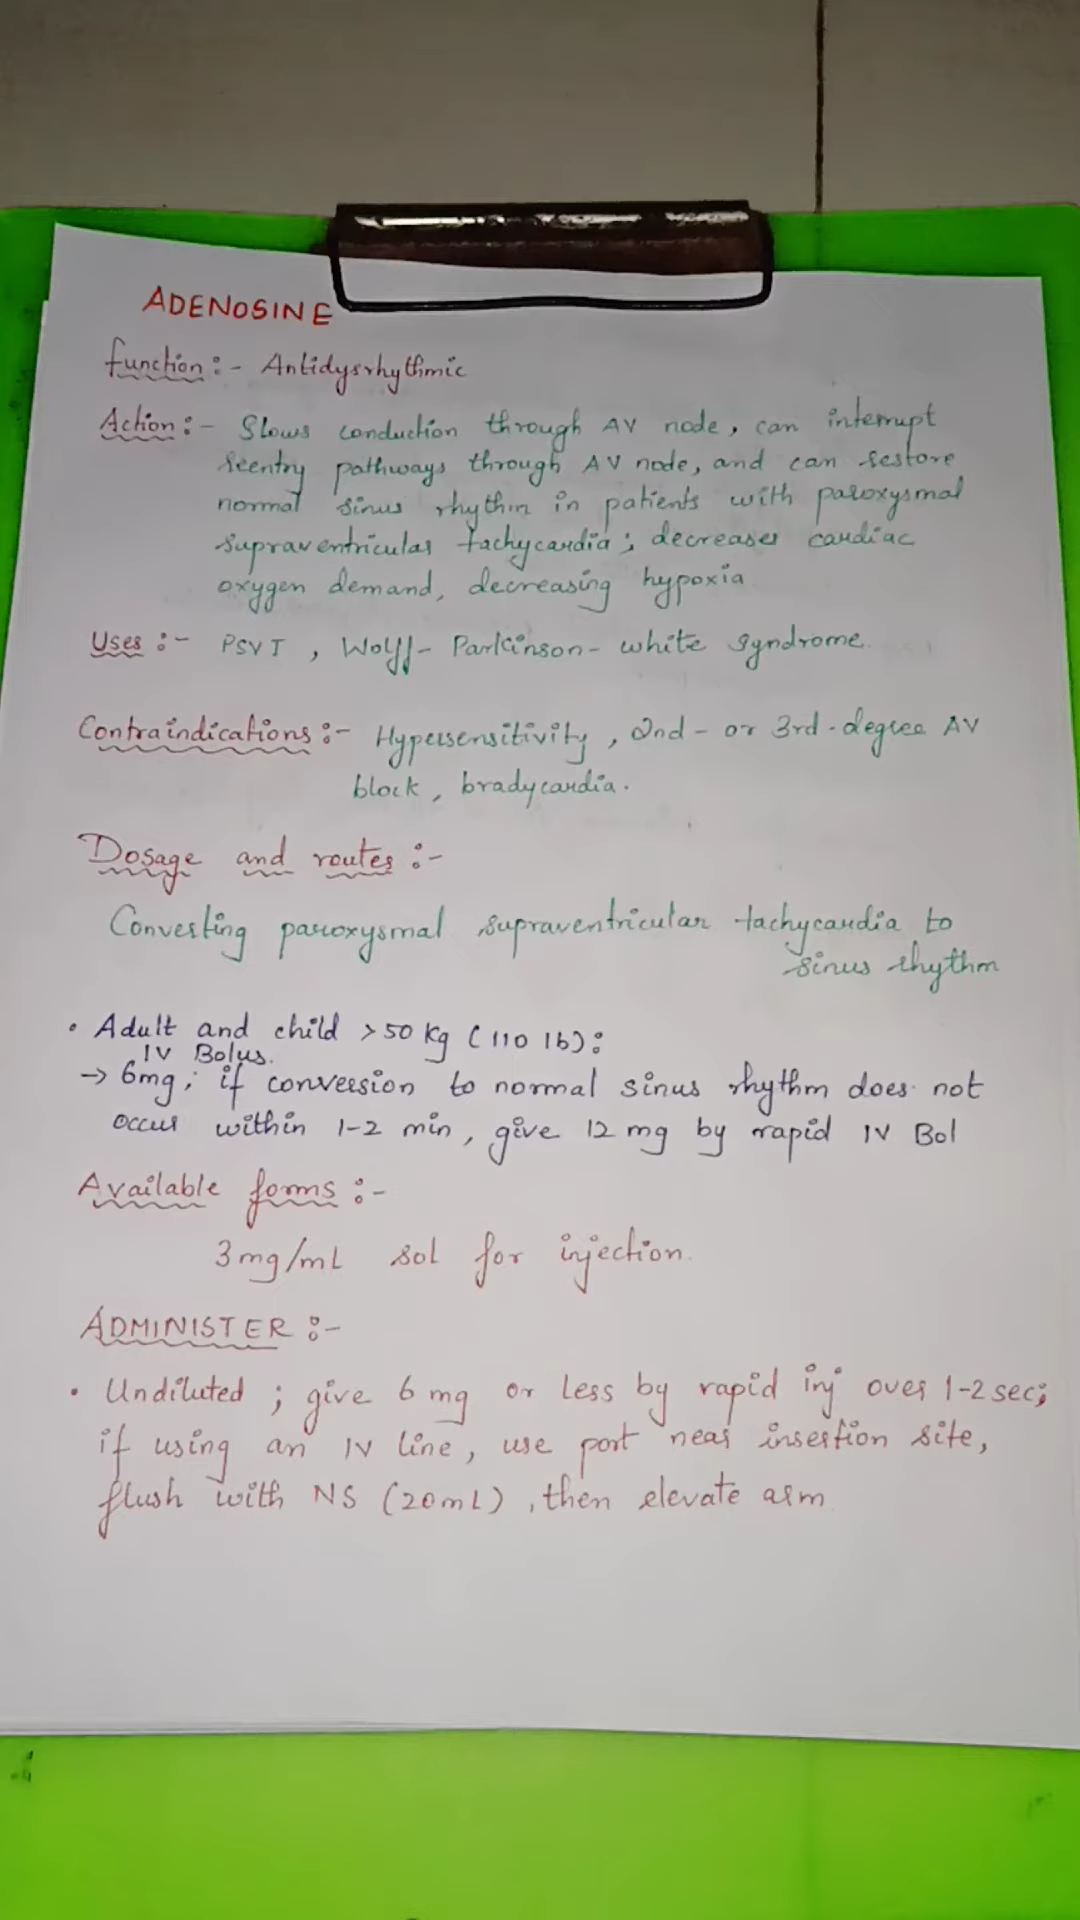 ADENOSINE
Function :- Antidysrhythmic
Action :- Slows conduction through AV node, can interrupt
reentry pathways through AV node, and can restore
normal sinus rhythm in patients with paroxysmal
supraventricular tachycardia ; decreases cardiac
oxygen demand, decreasing hypoxia
Uses :- PSVT , Wolff- Parkinson- white syndrome.
Contraindications :- Hypersensitivity , 2nd - or 3rd - degree AV
block , bradycardia .
Dosage and routes :-
Converting paroxysmal supraventricular tachycardia to
sinus rhythm
• Adult and child > 50 kg ( 110 lb) :
IV Bolus.
→ 6mg ; if conversion to normal sinus rhythm does not
occur within 1-2 min , give 12 mg by rapid IV Bol
Available forms :-
3 mg/mL sol for injection.
ADMINISTER :-
• Undiluted ; give 6 mg or less by rapid inj over 1-2 sec ;
if using an IV line , use port near insertion site ,
flush with NS (20 mL) , then elevate arm